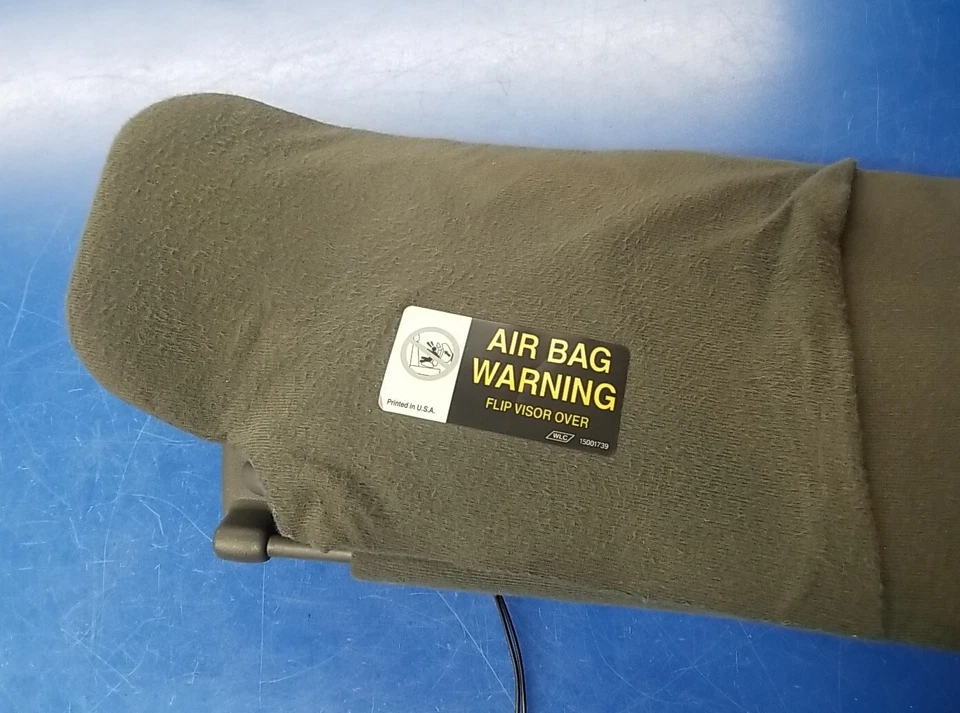 AIR BAG
WARNING
FLIP VISOR OVER
Printed in U.S.A.
WLC 15001739